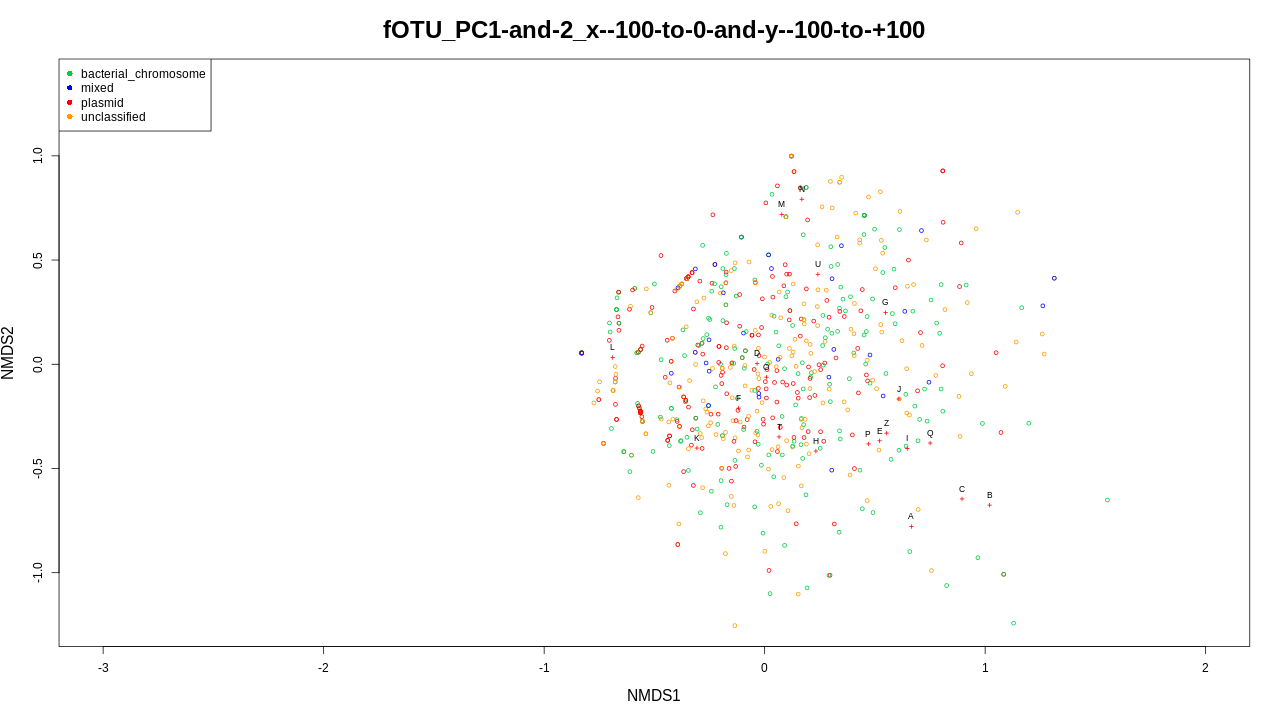 fOTU_PC1-and-2_x--100-to-0-and-y--100-to-+100
bacterial_chromosome
mixed
plasmid
unclassified
1.0
0.5
0.0
-0.5
-1.0
NMDS2
N
M
U
G
L
D
O
J
F
T
K
H
P
E
Z
I
Q
C
B
A
-3
-2
-1
0
1
2
NMDS1